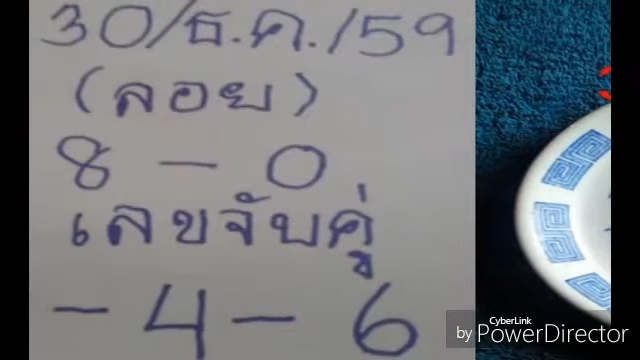 30/ธ.ค./59
(ลอย)
8 - 0
เลขจับคู่
- 4 - 6
CyberLink
by PowerDirector